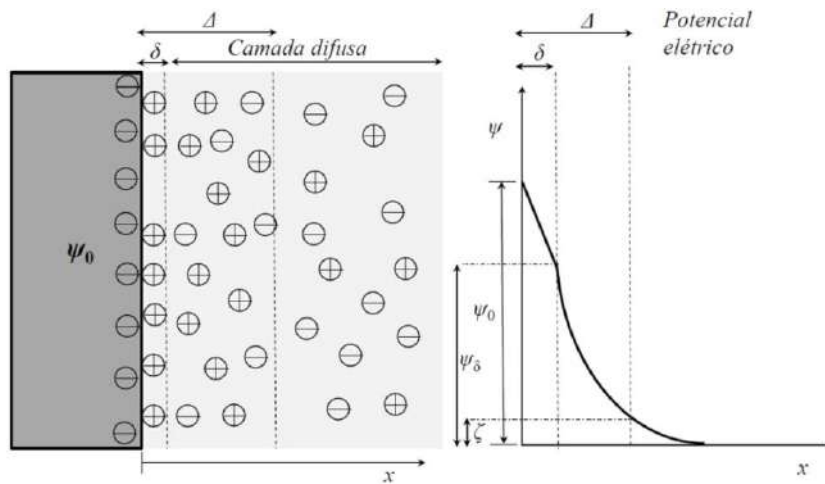 Δ
δ
Camada difusa
ψ₀
x
Δ
Potencial
elétrico
δ
ψ
ψ₀
ψδ
ζ
x